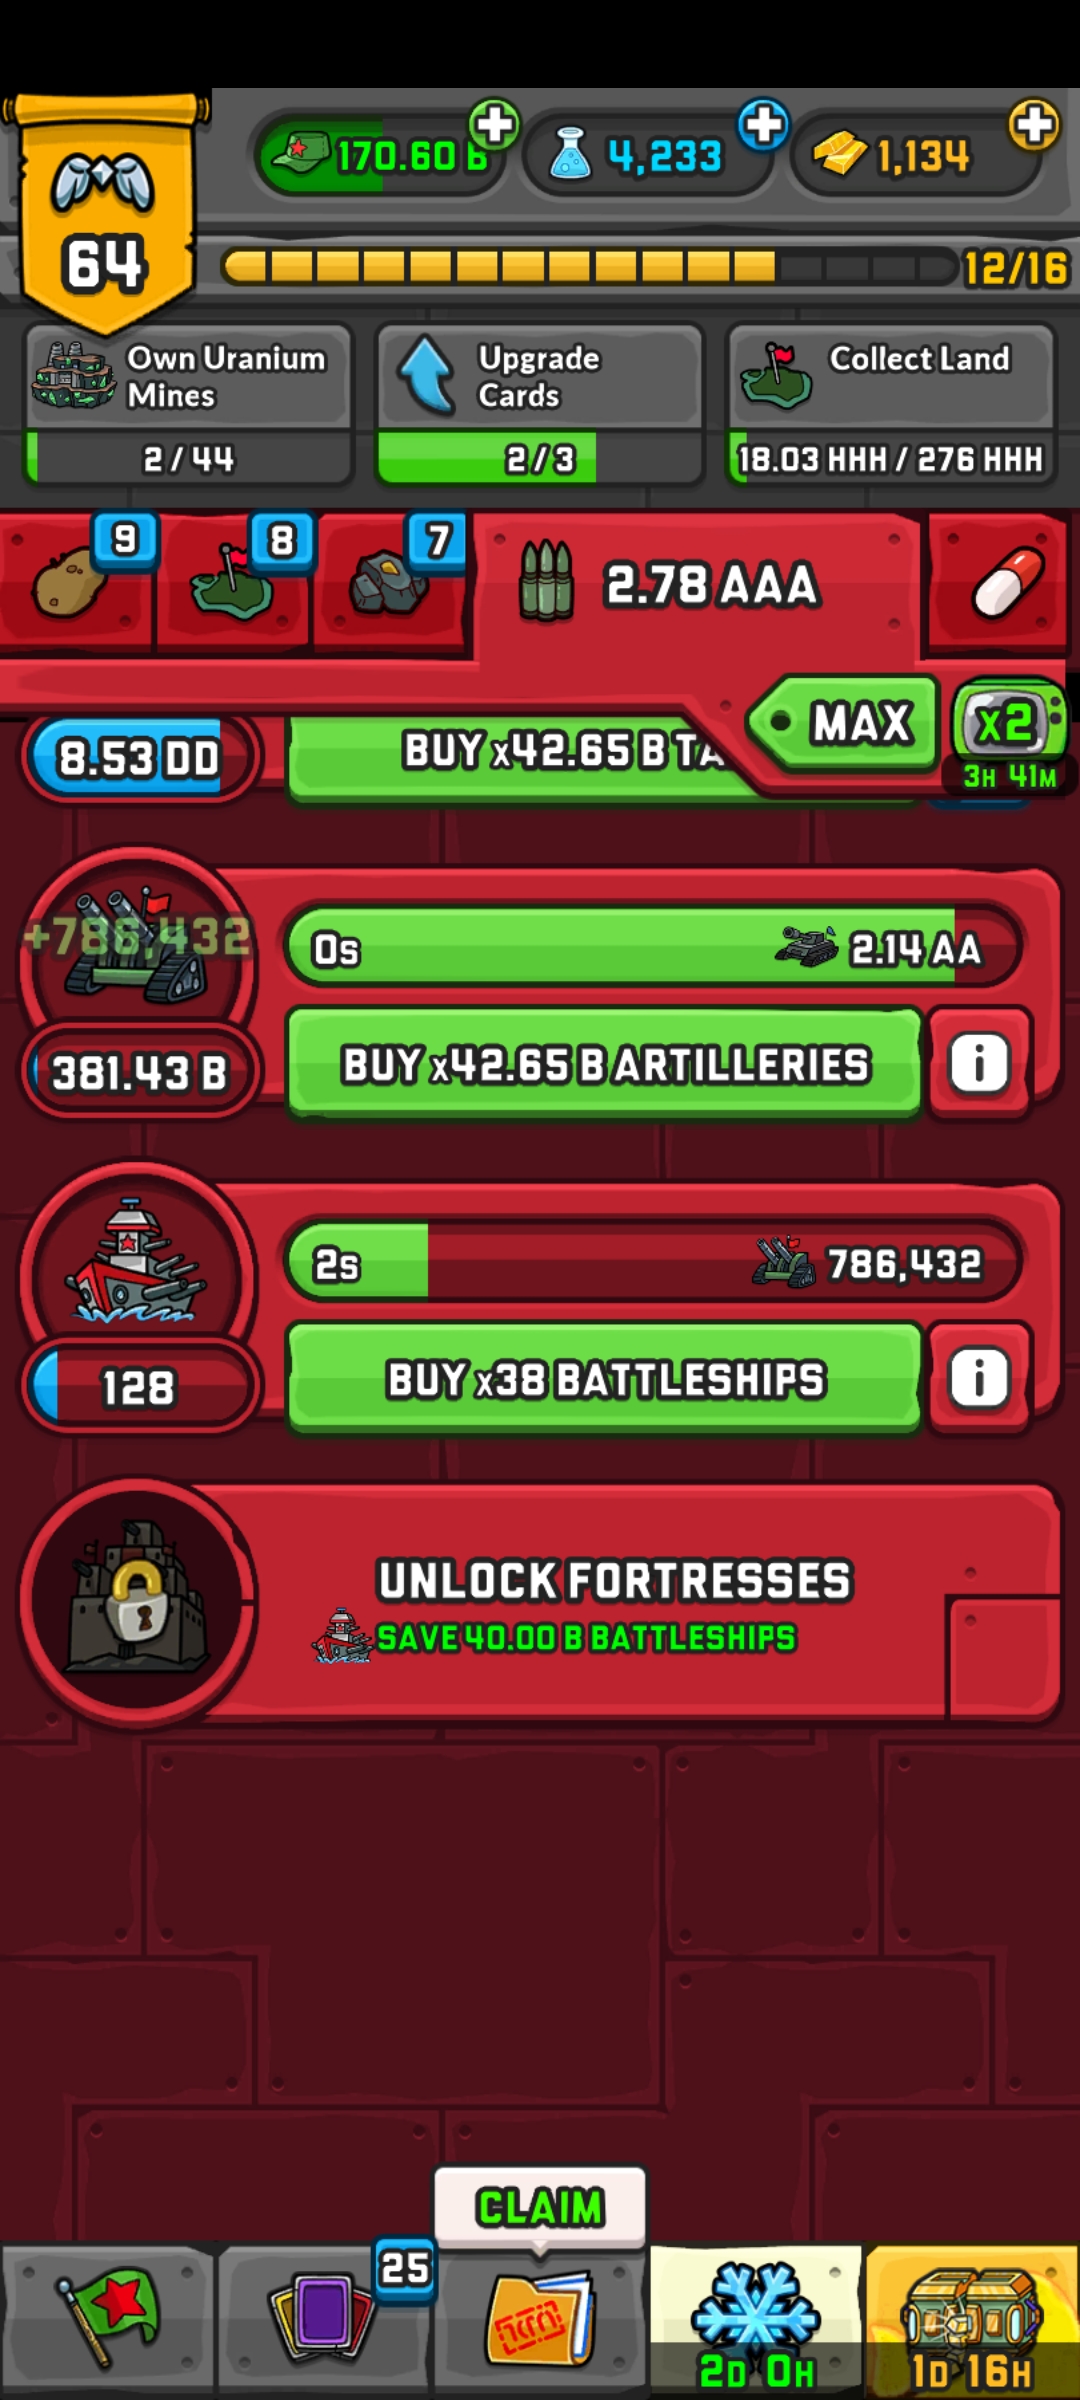 170.60 B
4,233
1,134
64
12/16
Own Uranium
Mines
2 / 44
Upgrade
Cards
2 / 3
Collect Land
18.03 HHH / 276 HHH
9
8
7
2.78 AAA
MAX
x2
3H 41M
8.53 DD
BUY x42.65 B TA
+786,432
0s
2.14 AA
381.43 B
BUY x42.65 B ARTILLERIES
i
2s
786,432
128
BUY x38 BATTLESHIPS
i
UNLOCK FORTRESSES
SAVE 40.00 B BATTLESHIPS
CLAIM
25
2D 0H
1D 16H